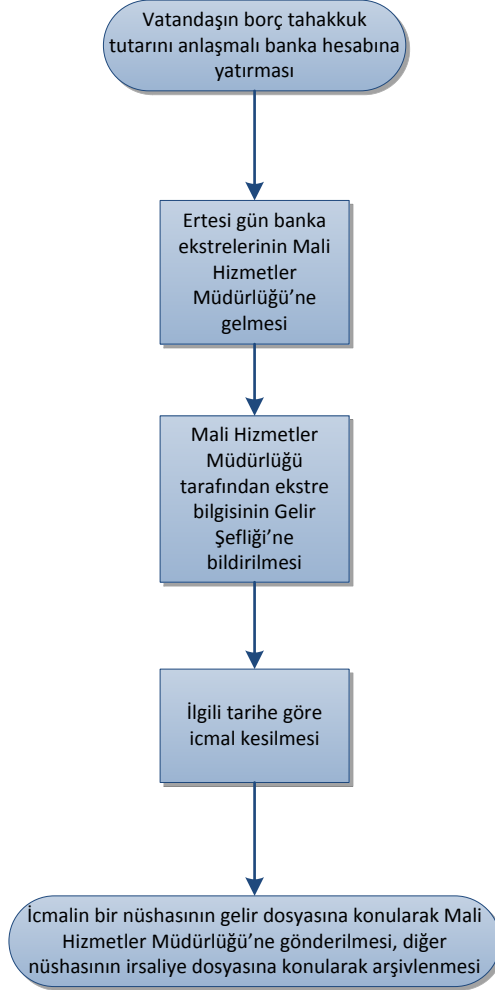 Vatandaşın borç tahakkuk
tutarını anlaşmalı banka hesabına
yatırması
Ertesi gün banka
ekstrelerinin Mali
Hizmetler
Müdürlüğü’ne
gelmesi
Mali Hizmetler
Müdürlüğü
tarafından ekstre
bilgisinin Gelir
Şefliği’ne
bildirilmesi
İlgili tarihe göre
icmal kesilmesi
İcmalin bir nüshasının gelir dosyasına konularak Mali
Hizmetler Müdürlüğü’ne gönderilmesi, diğer
nüshasının irsaliye dosyasına konularak arşivlenmesi